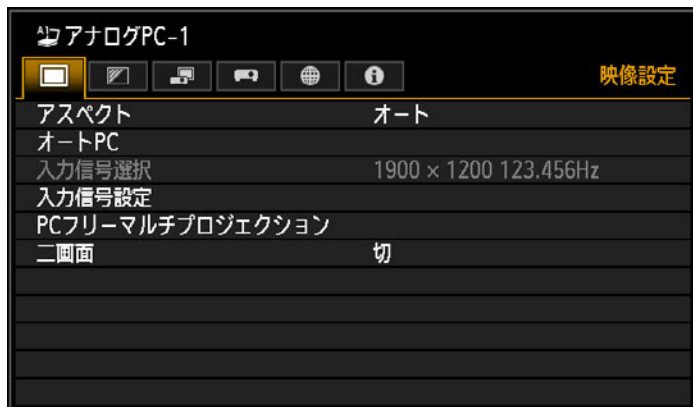 アナログPC-1
映像設定
アスペクト オート
オートPC
入力信号選択 1900 × 1200 123.456Hz
入力信号設定
PCフリーマルチプロジェクション
二画面 切